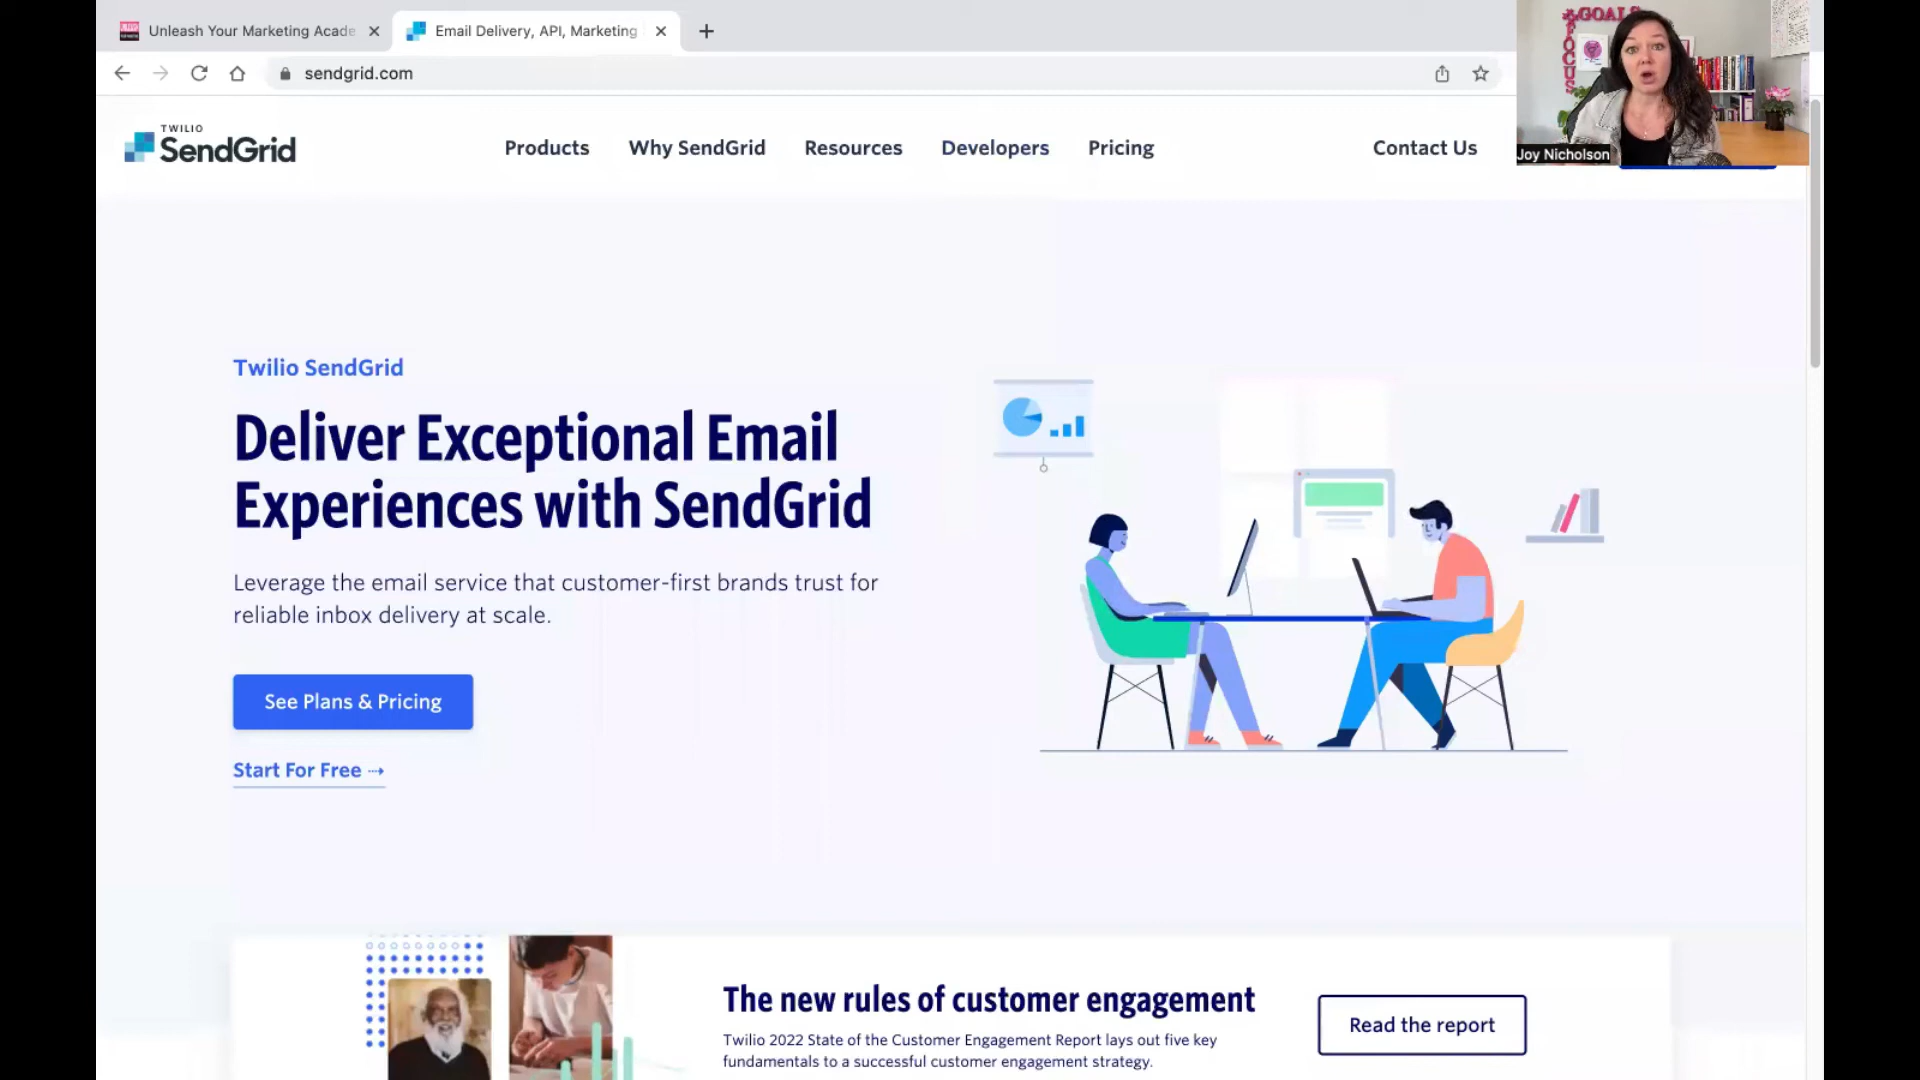 Unleash Your Marketing Acade
Email Delivery, API, Marketing
sendgrid.com
GOALS
FOCUS
Joy Nicholson
TWILIO
SendGrid
Products
Why SendGrid
Resources
Developers
Pricing
Contact Us
Twilio SendGrid
Deliver Exceptional Email
Experiences with SendGrid
Leverage the email service that customer-first brands trust for
reliable inbox delivery at scale.
See Plans & Pricing
Start For Free
The new rules of customer engagement
Twilio 2022 State of the Customer Engagement Report lays out five key
fundamentals to a successful customer engagement strategy.
Read the report